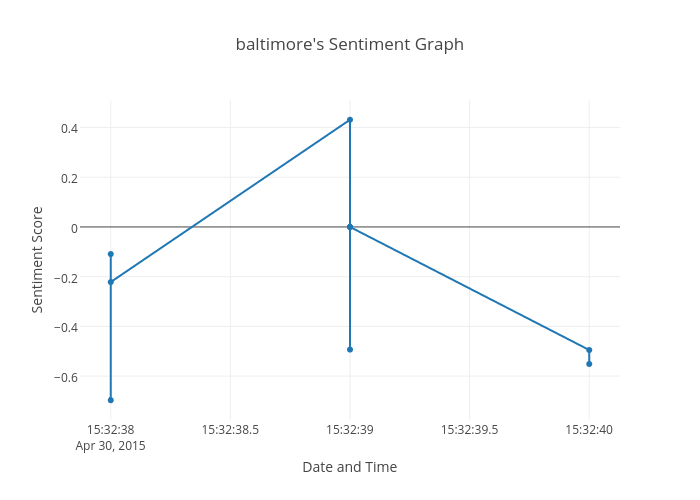 baltimore's Sentiment Graph
Sentiment Score
0.4
0.2
0
−0.2
−0.4
−0.6
15:32:38
Apr 30, 2015
15:32:38.5
15:32:39
15:32:39.5
15:32:40
Date and Time